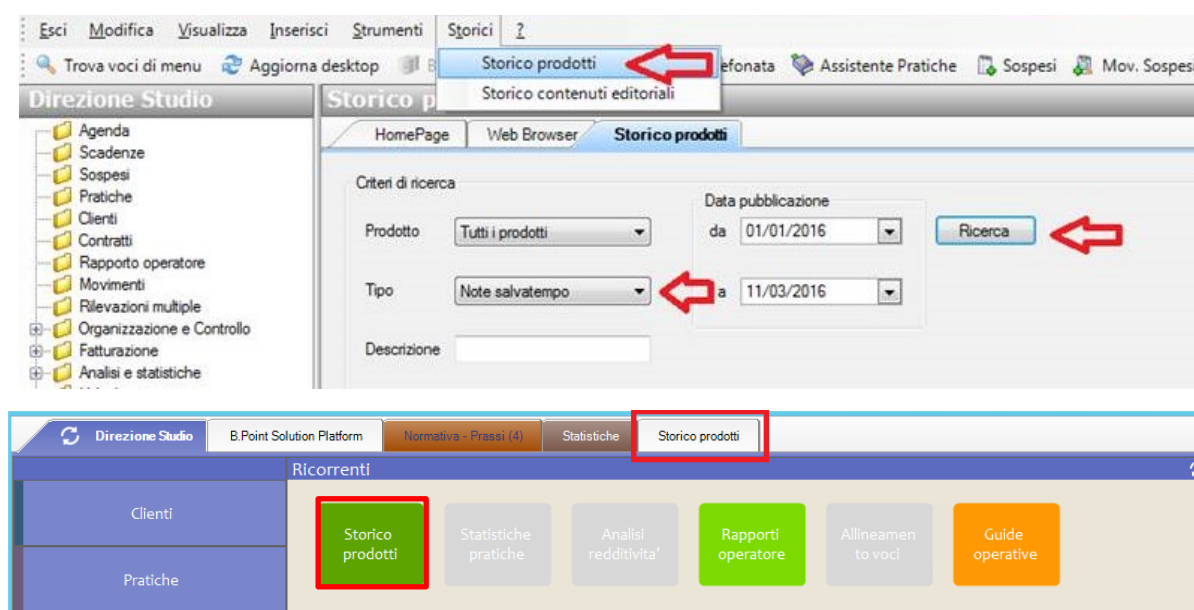 Esci Modifica Visualizza Inserisci Strumenti Storici ?
Trova voci di menu Aggiorna desktop B Storico prodotti efonata Assistente Pratiche Sospesi Mov. Sospesi
Storico contenuti editoriali
Direzione Studio Storico p
HomePage Web Browser Storico prodotti
Agenda
Scadenze
Sospesi
Pratiche
Clienti
Contratti
Rapporto operatore
Movimenti
Rilevazioni multiple
Organizzazione e Controllo
Fatturazione
Analisi e statistiche
Criteri di ricerca
Data pubblicazione
Prodotto Tutti i prodotti da 01/01/2016 Ricerca
Tipo Note salvatempo a 11/03/2016
Descrizione
Direzione Studio B.Point Solution Platform Normativa - Prassi (4) Statistiche Storico prodotti
Ricorrenti
Clienti
Pratiche
Storico
prodotti
Statistiche
pratiche
Analisi
redditivita'
Rapporti
operatore
Allineamen
to voci
Guide
operative